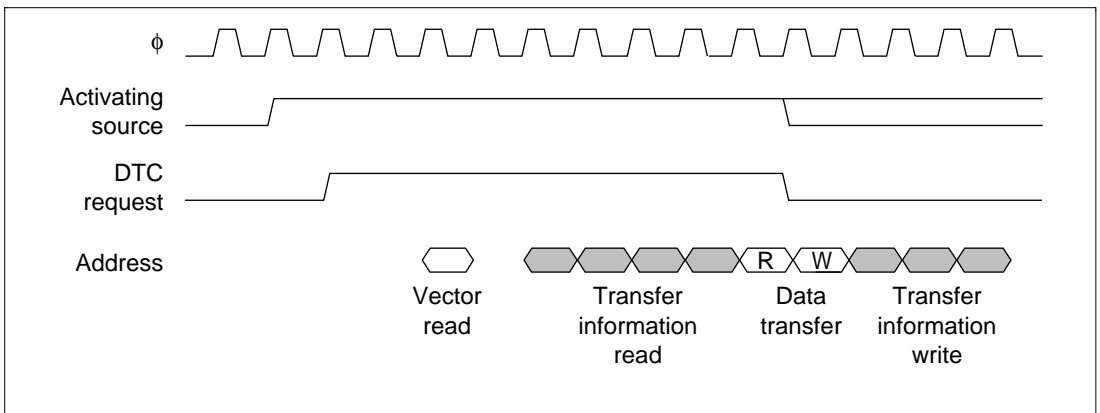 φ
Activating
source
DTC
request
Address
R W
Vector
read
Transfer
information
read
Data
transfer
Transfer
information
write